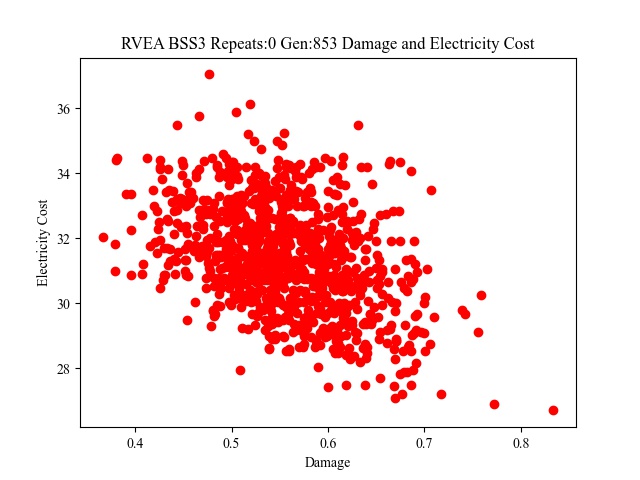 RVEA BSS3 Repeats:0 Gen:853 Damage and Electricity Cost
36
34
32
30
28
Electricity Cost
0.4 0.5 0.6 0.7 0.8
Damage